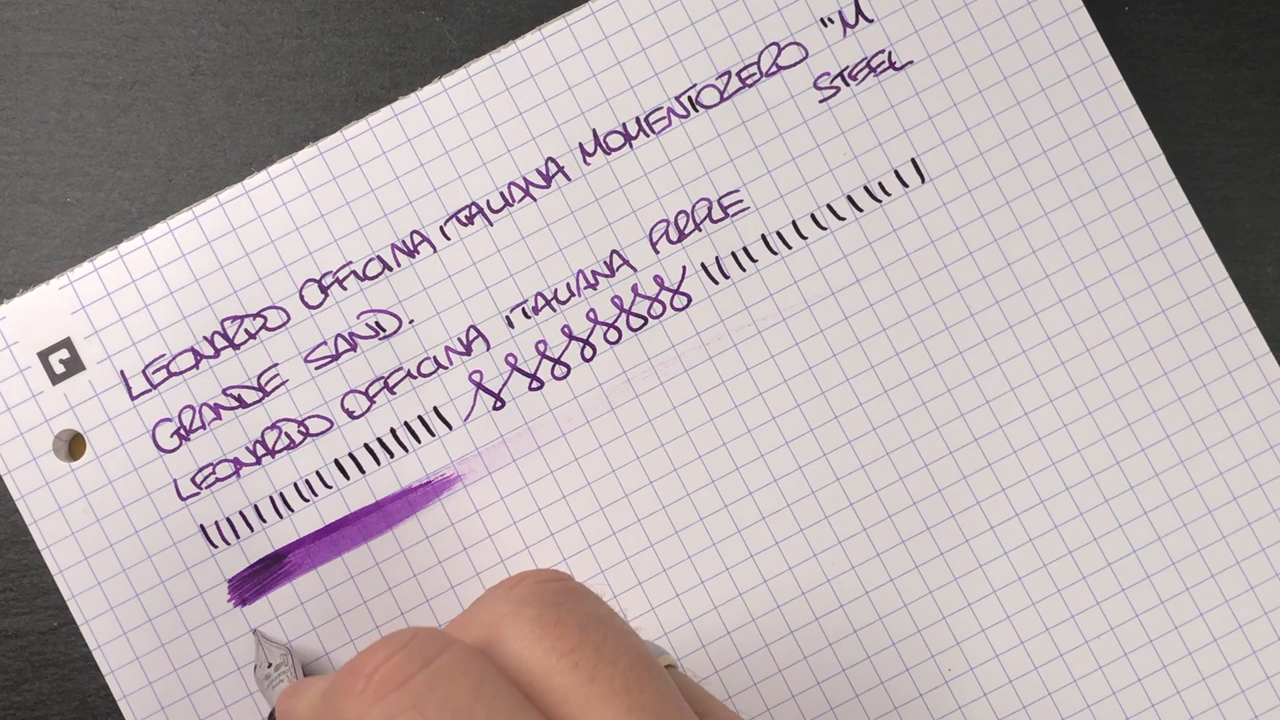 LEONARDO OFFICINA ITALIANA MOMENTOZERO "M
STEEL
GRANDE SAND.
LEONARDO OFFICINA ITALIANA PURPLE